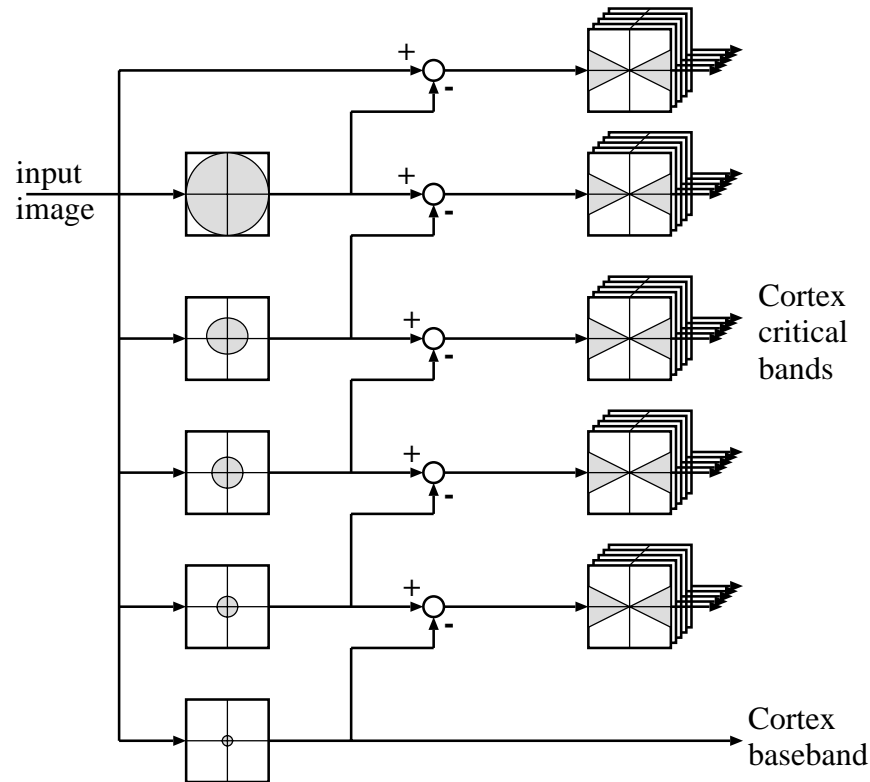 +
-
input
image
+
-
+
-
Cortex
critical
bands
+
-
+
-
Cortex
baseband